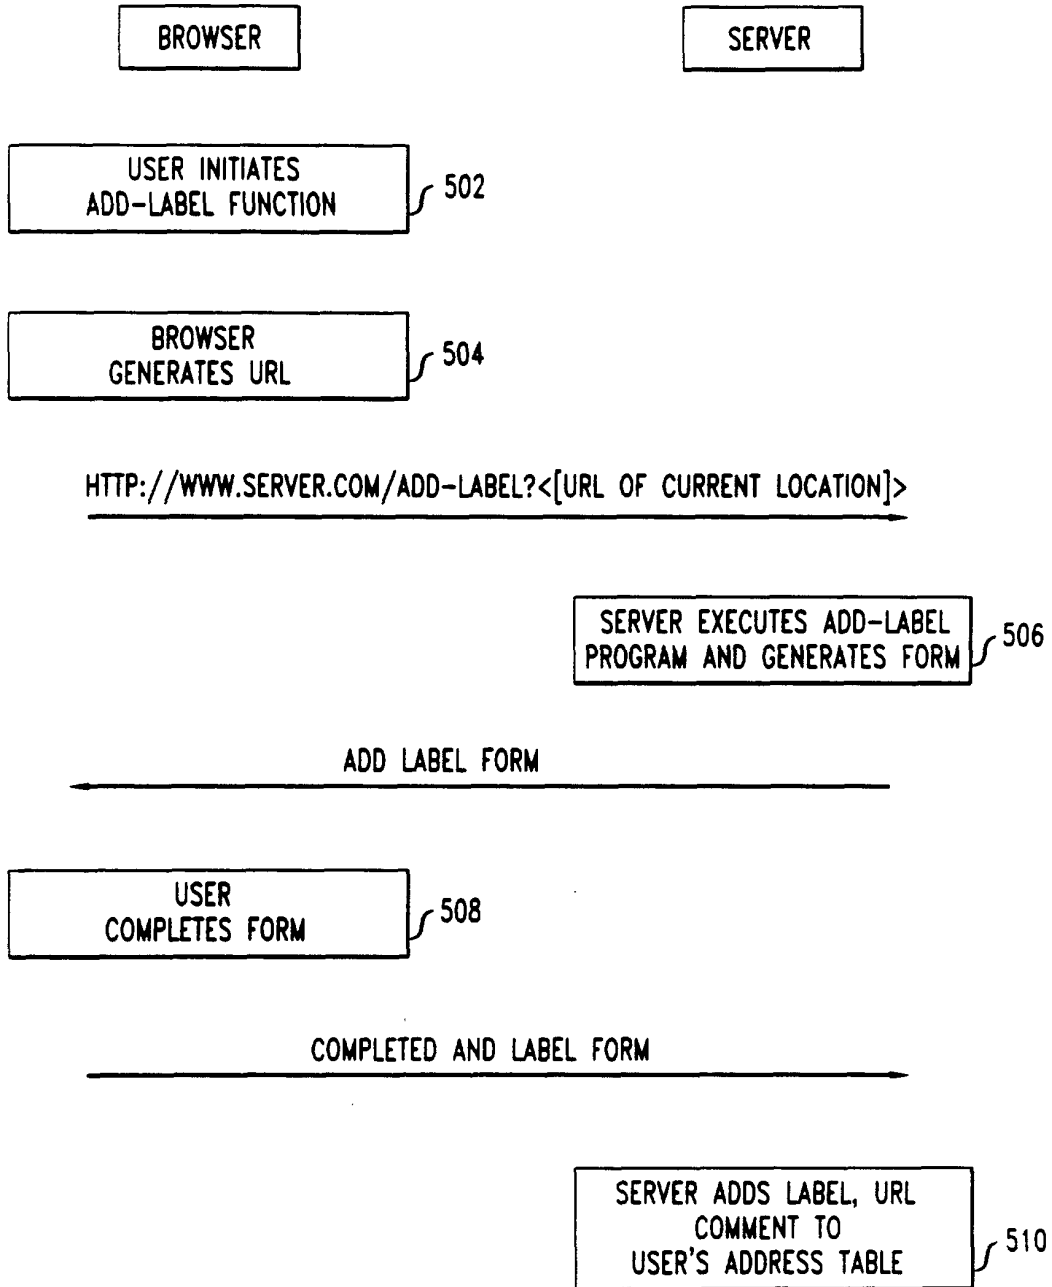 BROWSER
SERVER
USER INITIATES
ADD-LABEL FUNCTION
502
BROWSER
GENERATES URL
504
HTTP://WWW.SERVER.COM/ADD-LABEL?<[URL OF CURRENT LOCATION]>
SERVER EXECUTES ADD-LABEL
PROGRAM AND GENERATES FORM
506
ADD LABEL FORM
USER
COMPLETES FORM
508
COMPLETED AND LABEL FORM
SERVER ADDS LABEL, URL
COMMENT TO
USER'S ADDRESS TABLE
510